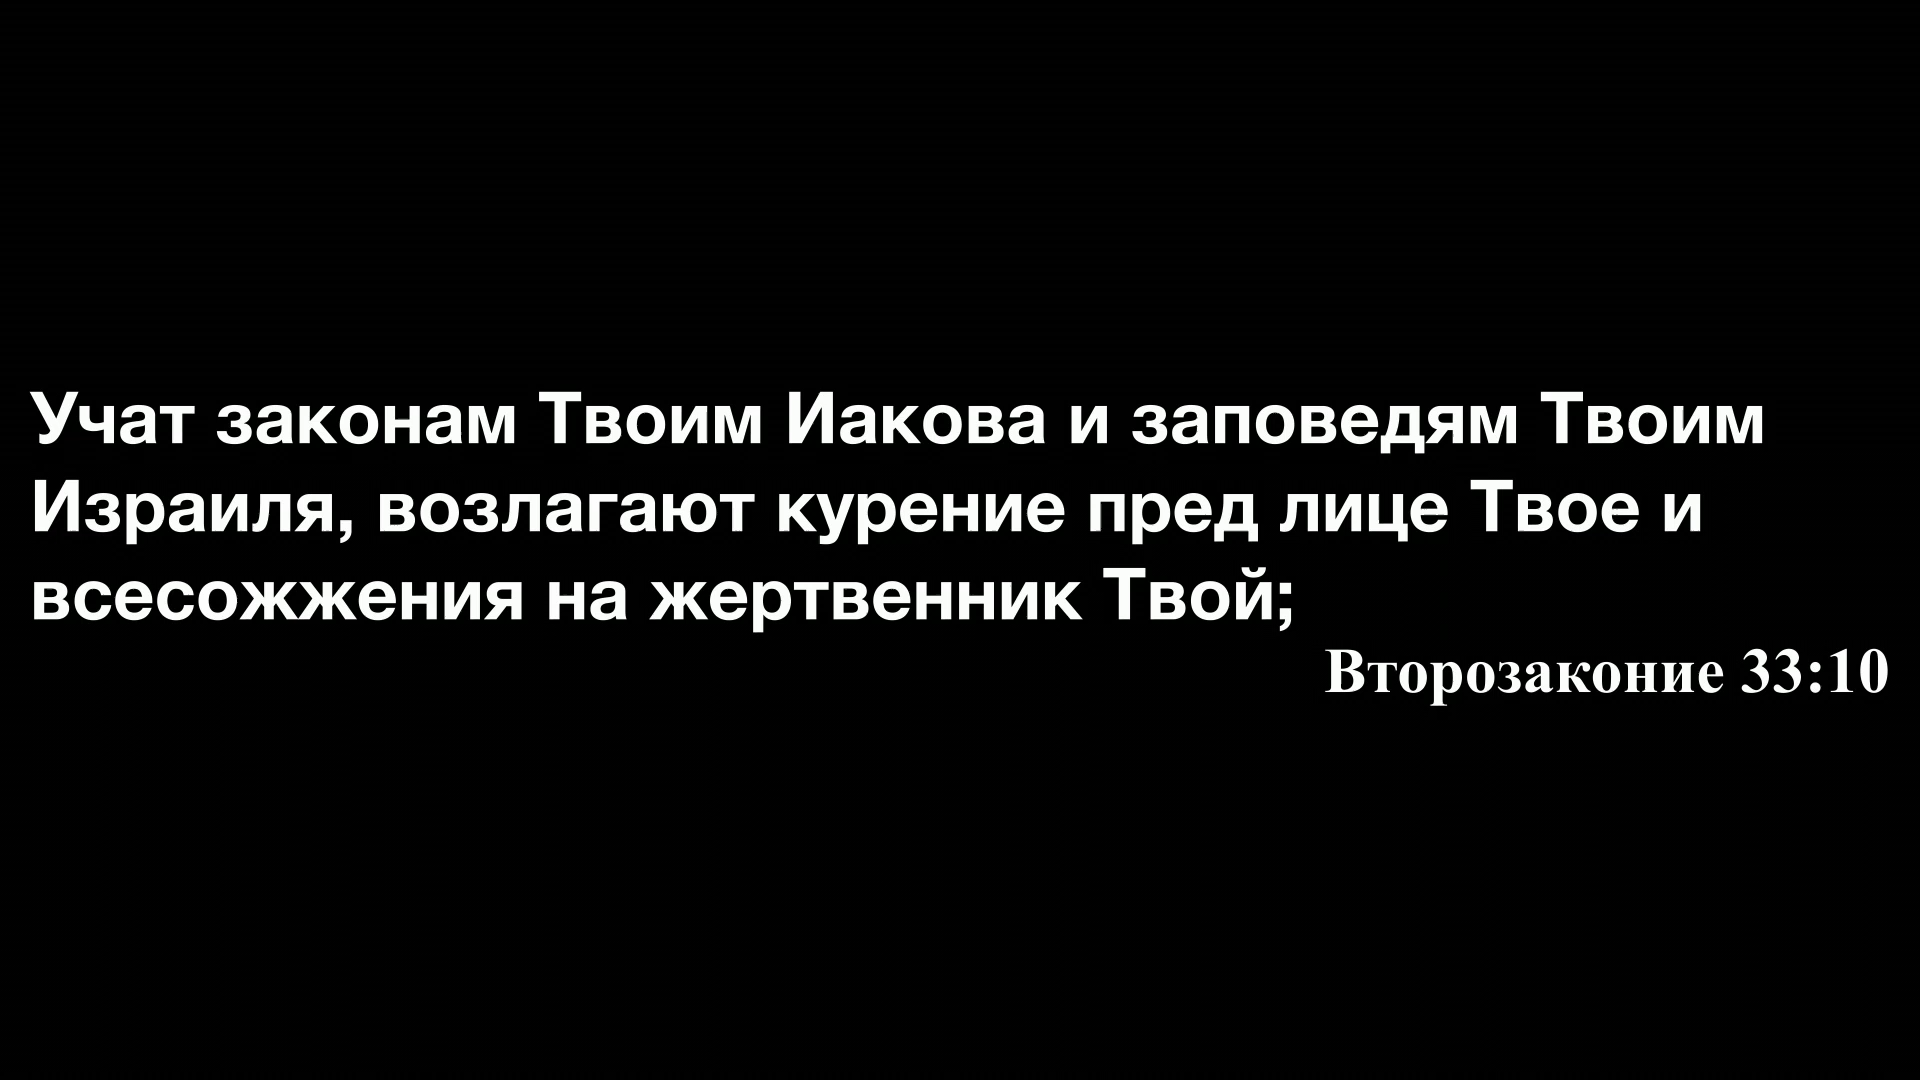 Учат законам Твоим Иакова и заповедям Твоим
Израиля, возлагают курение пред лице Твое и
всесожжения на жертвенник Твой;
Второзаконие 33:10